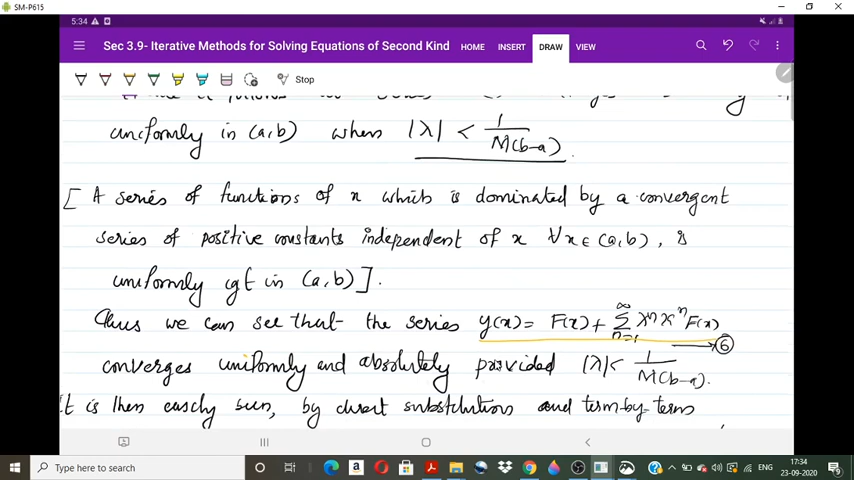 SM-P615
5:34
Sec 3.9- Iterative Methods for Solving Equations of Second Kind HOME INSERT DRAW VIEW
Stop
uniformly in (a,b) when |λ| < 1/M(b-a).
[ A series of functions of x which is dominated by a convergent
series of positive constants independent of x ∀x∈(a,b), is
uniformly cgt in (a,b)].
Thus we can see that the series y(x) = F(x) + ∑_{n=1}^{∞} λⁿ Kⁿ F(x) → ⑥
converges uniformly and absolutely provided |λ| < 1/M(b-a).
It is then easily seen, by direct substitution and term-by-term
Type here to search
ENG
17:34
23-09-2020